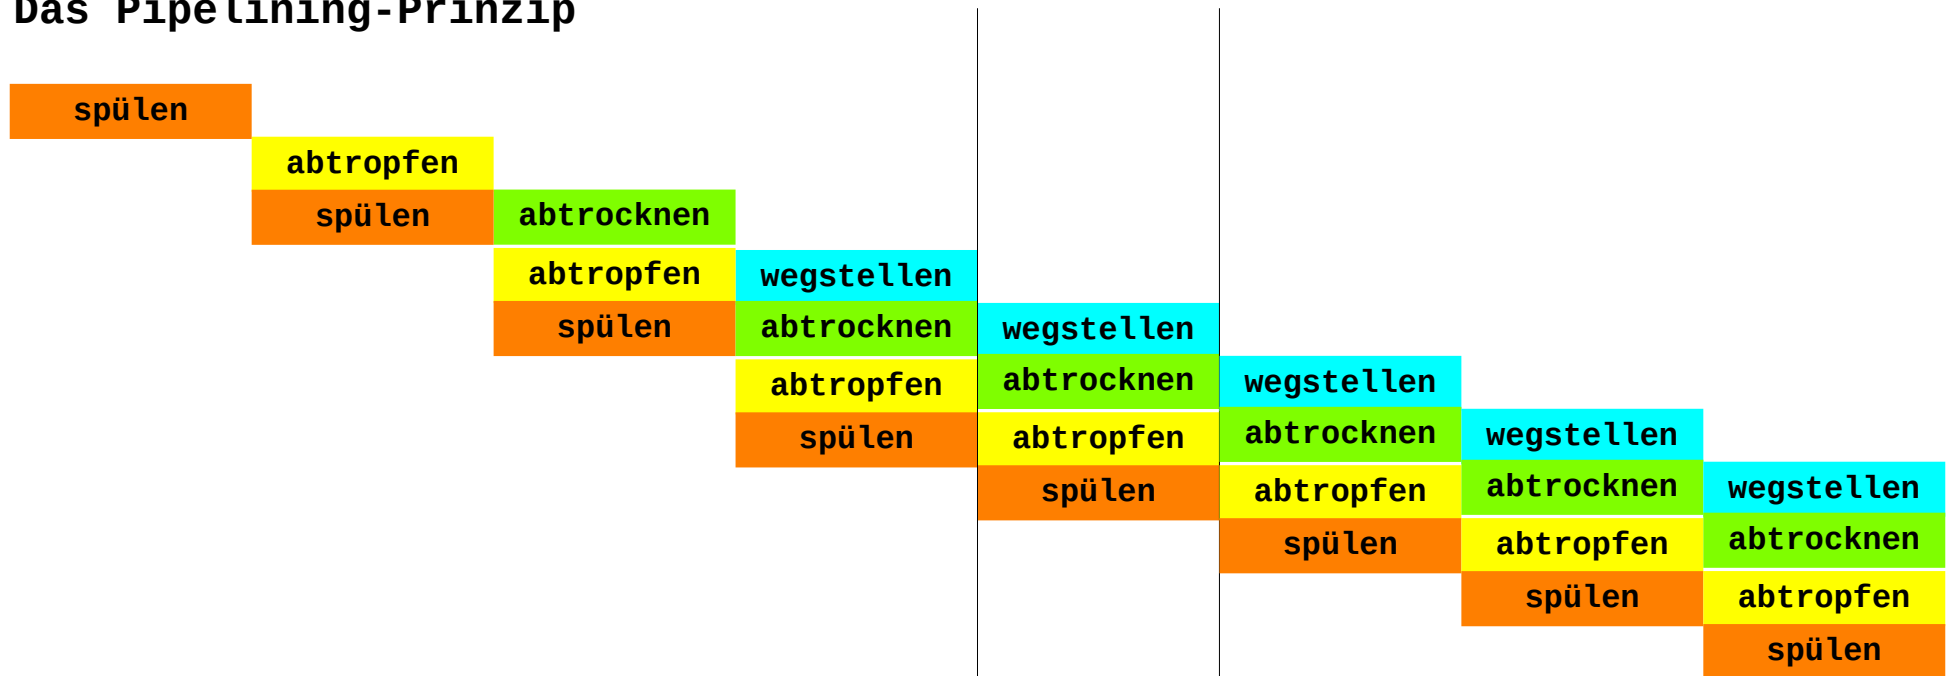 Das Pipelining-Prinzip
spülen
abtropfen
spülen abtrocknen
abtropfen wegstellen
spülen abtrocknen wegstellen
abtropfen abtrocknen wegstellen
spülen abtropfen abtrocknen wegstellen
spülen abtropfen abtrocknen wegstellen
spülen abtropfen abtrocknen
spülen abtropfen
spülen